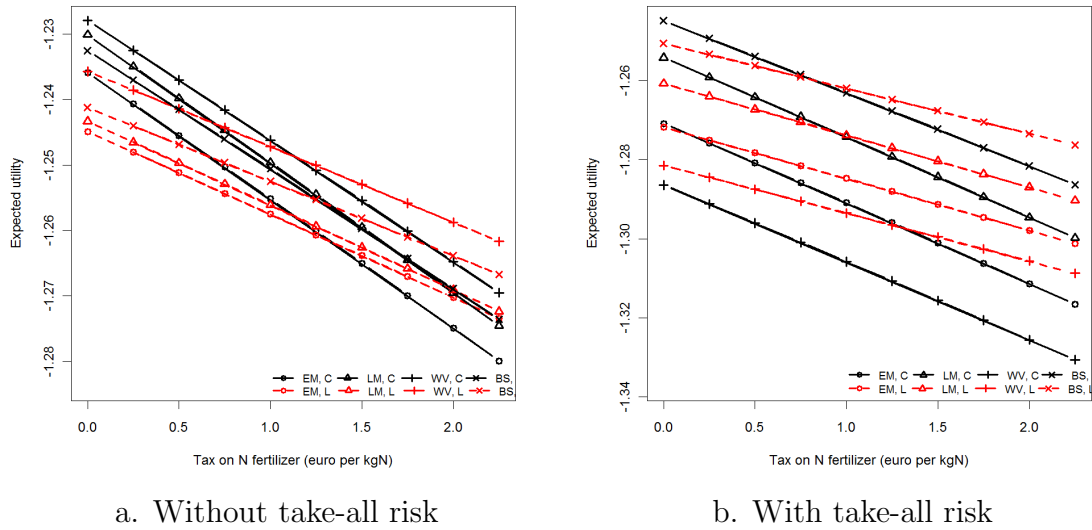 Expected utility
-1.23
-1.24
-1.25
-1.26
-1.27
-1.28
EM, C LM, C WV, C BS,
EM, L LM, L WV, L BS,
0.0 0.5 1.0 1.5 2.0
Tax on N fertilizer (euro per kgN)
a. Without take-all risk
Expected utility
-1.26
-1.28
-1.30
-1.32
-1.34
EM, C LM, C WV, C BS, C
EM, L LM, L WV, L BS, L
0.0 0.5 1.0 1.5 2.0
Tax on N fertilizer (euro per kgN)
b. With take-all risk